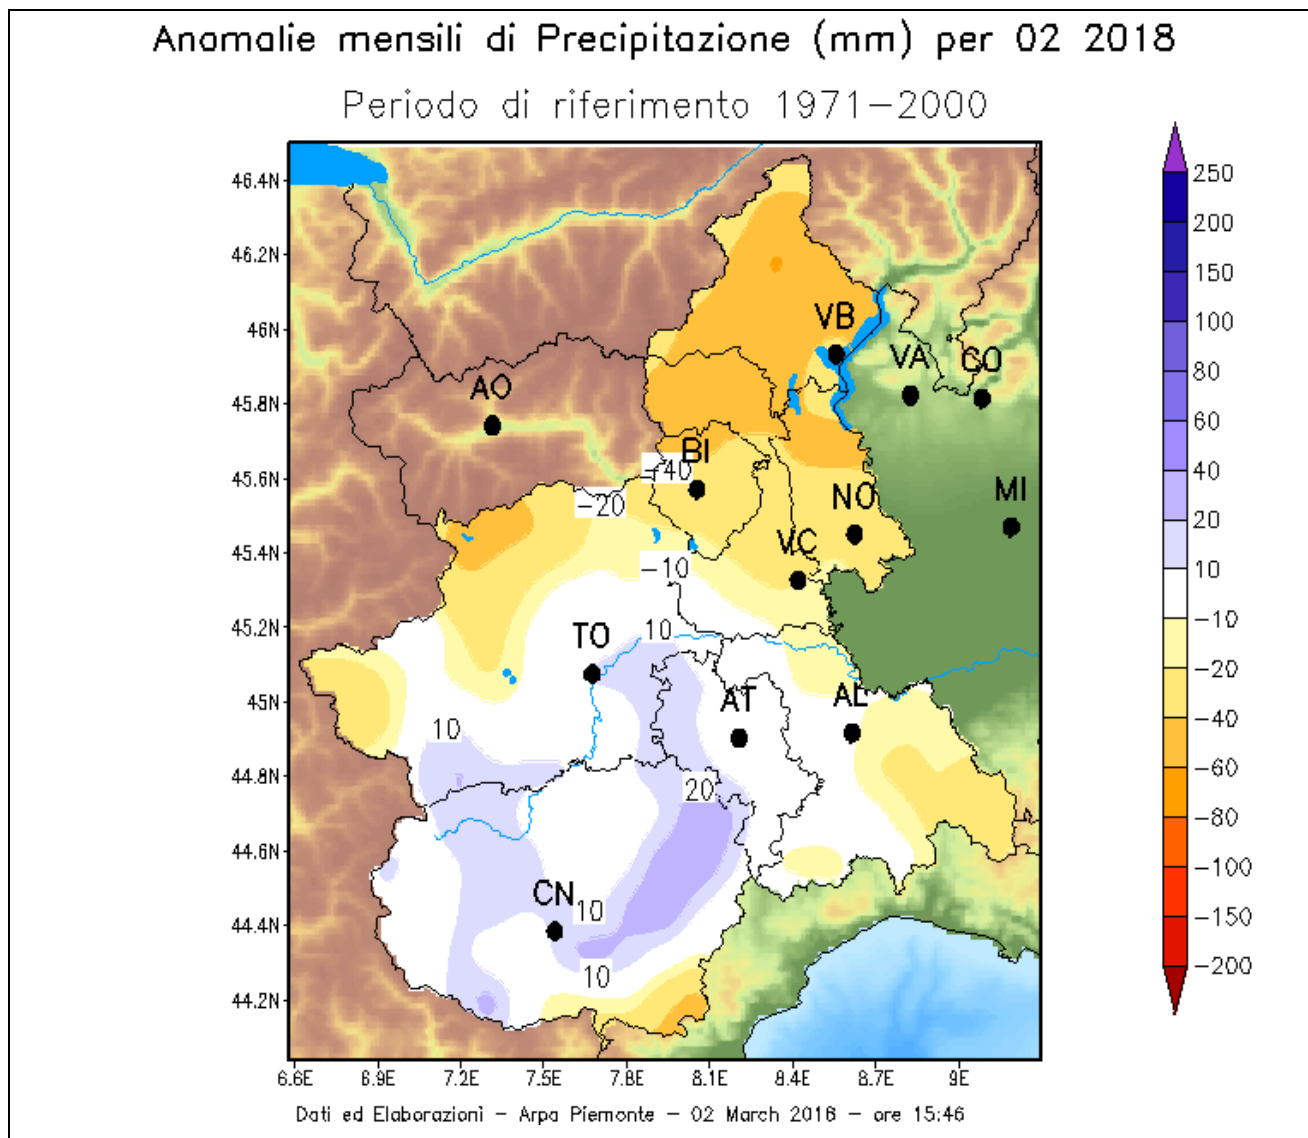 Anomalie mensili di Precipitazione (mm) per 02 2018
Periodo di riferimento 1971-2000
46.4N
46.2N
46N
45.8N
45.6N
45.4N
45.2N
45N
44.8N
44.6N
44.4N
44.2N
VB
VA
CO
AO
BI
-40
-20
NO
MI
VC
-10
TO
10
AT
AL
10
20
CN
10
10
6.6E
6.9E
7.2E
7.5E
7.8E
8.1E
8.4E
8.7E
9E
250
200
150
100
80
60
40
20
10
-10
-20
-40
-60
-80
-100
-150
-200
Dati ed Elaborazioni - Arpa Piemonte - 02 March 2018 - ore 15:46